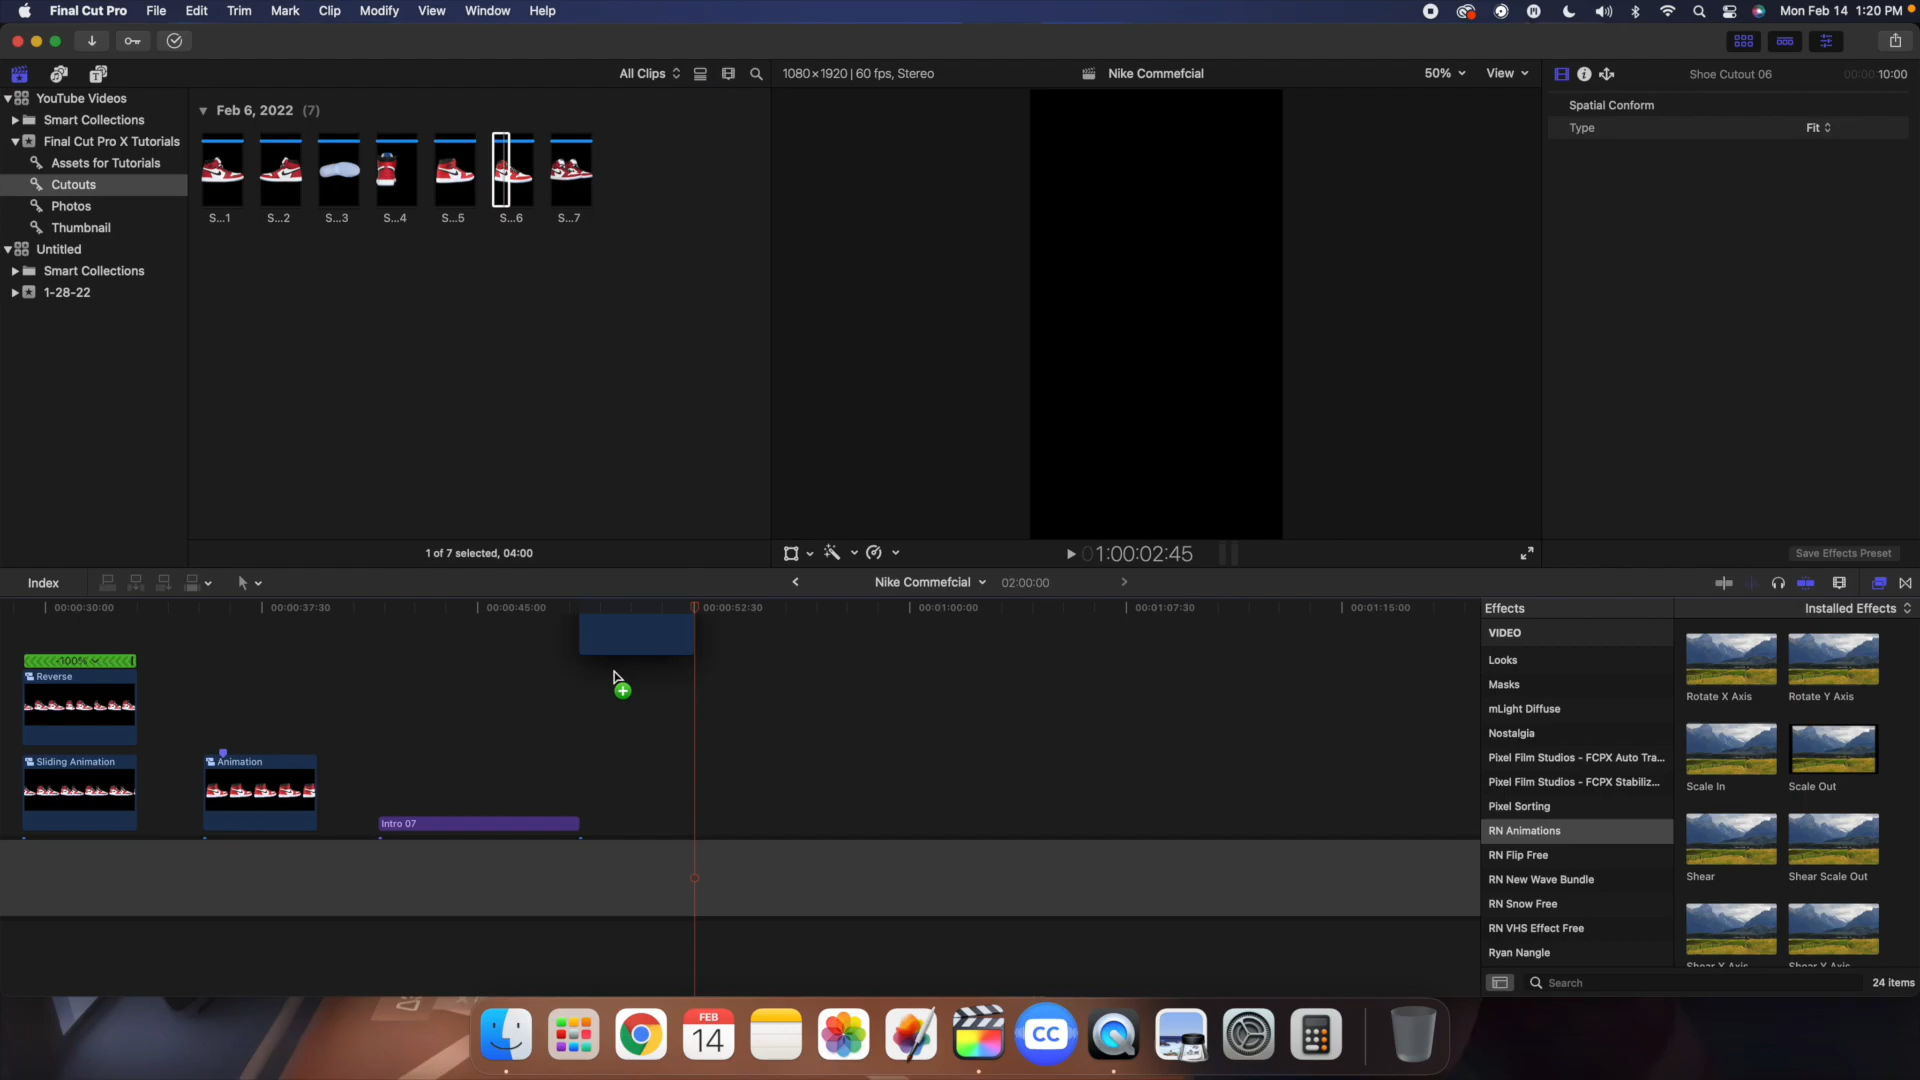 Final Cut Pro File Edit Trim Mark Clip Modify View Window Help Mon Feb 14 1:20 PM
All Clips 1080×1920 | 60 fps, Stereo Nike Commefcial 50% View Shoe Cutout 06 00:00:10:00
YouTube Videos
Smart Collections
Final Cut Pro X Tutorials
Assets for Tutorials
Cutouts
Photos
Thumbnail
Untitled
Smart Collections
1-28-22
Feb 6, 2022 (7)
S...1 S...2 S...3 S...4 S...5 S...6 S...7
1 of 7 selected, 04:00
01:00:02:45
Spatial Conform
Type Fit
Save Effects Preset
Index Nike Commefcial 02:00:00
00:00:30:00 00:00:37:30 00:00:45:00 00:00:52:30 00:01:00:00 00:01:07:30 00:01:15:00
-100%
Reverse
Sliding Animation
Animation
Intro 07
Effects Installed Effects
VIDEO
Looks
Masks
mLight Diffuse
Nostalgia
Pixel Film Studios - FCPX Auto Tra...
Pixel Film Studios - FCPX Stabiliz...
Pixel Sorting
RN Animations
RN Flip Free
RN New Wave Bundle
RN Snow Free
RN VHS Effect Free
Ryan Nangle
Rotate X Axis Rotate Y Axis
Scale In Scale Out
Shear Shear Scale Out
Shear X Axis Shear Y Axis
Search 24 items
FEB
14
CC